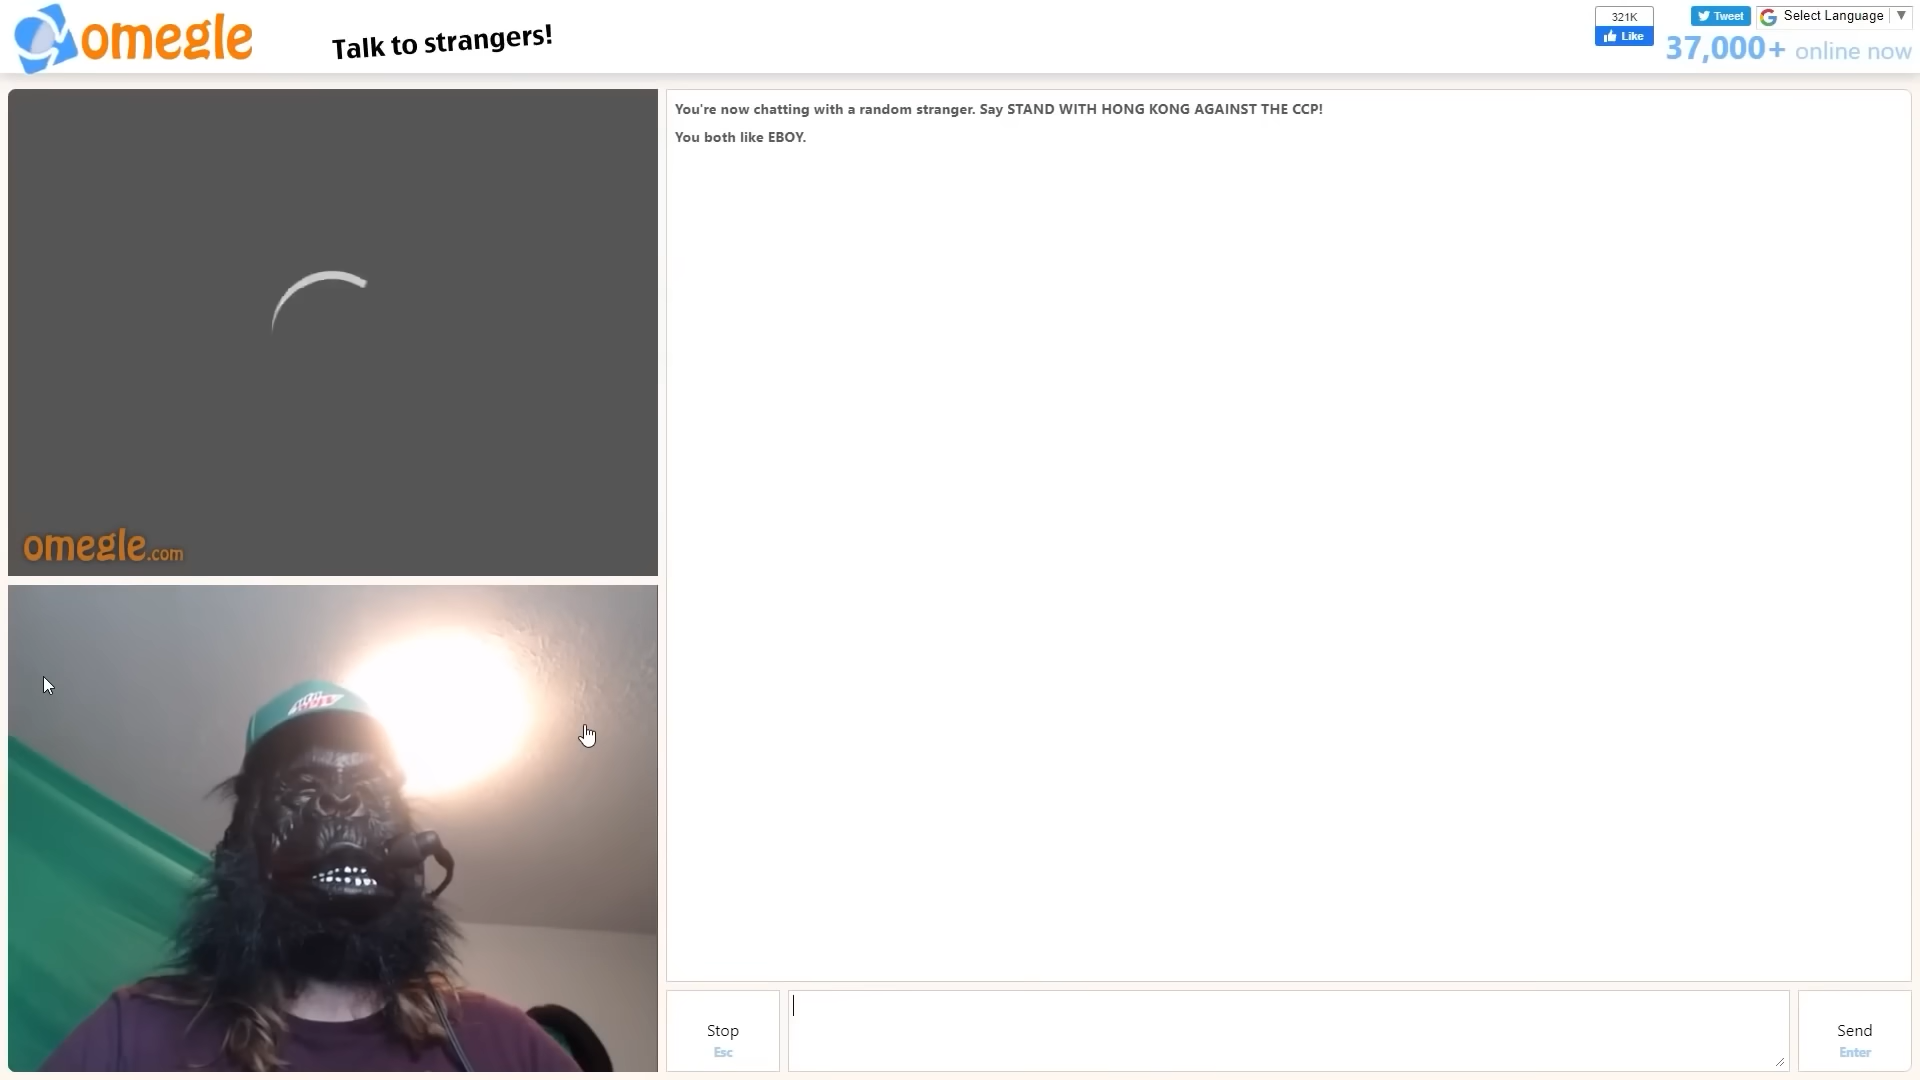 omegle
Talk to strangers!
321K
Like
Tweet
Select Language
37,000+ online now
You're now chatting with a random stranger. Say STAND WITH HONG KONG AGAINST THE CCP!
You both like EBOY.
omegle.com
Stop
Esc
Send
Enter